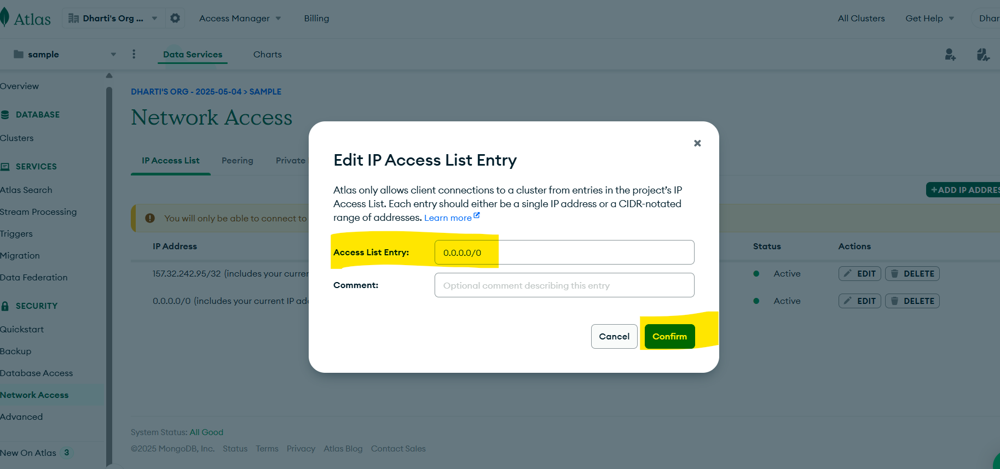 Atlas
Dharti's Org ...
Access Manager
Billing
All Clusters
Get Help
Dhar
sample
Data Services
Charts
Overview
DATABASE
Clusters
SERVICES
Atlas Search
Stream Processing
Triggers
Migration
Data Federation
SECURITY
Quickstart
Backup
Database Access
Network Access
Advanced
New On Atlas 3
DHARTI'S ORG - 2025-05-04 > SAMPLE
Network Access
IP Access List
Peering
Private
+ADD IP ADDRES
You will only be able to connect to
IP Address
Status
Actions
157.32.242.95/32 (includes your curren
Active
EDIT
DELETE
0.0.0.0/0 (includes your current IP add
Active
EDIT
DELETE
Edit IP Access List Entry
Atlas only allows client connections to a cluster from entries in the project's IP
Access List. Each entry should either be a single IP address or a CIDR-notated
range of addresses. Learn more
Access List Entry:
0.0.0.0/0
Comment:
Optional comment describing this entry
Cancel
Confirm
System Status: All Good
©2025 MongoDB, Inc. Status Terms Privacy Atlas Blog Contact Sales